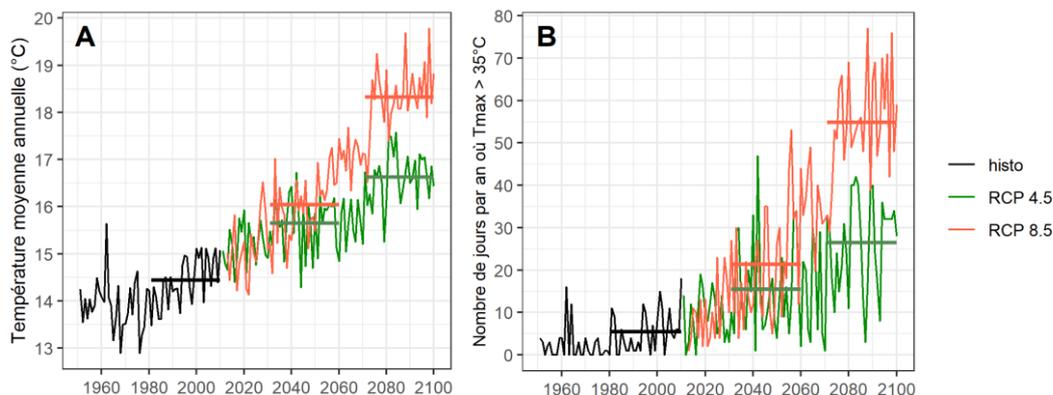 A
Température moyenne annuelle (°C)
20
19
18
17
16
15
14
13
1960 1980 2000 2020 2040 2060 2080 2100
B
Nombre de jours par an où Tmax > 35°C
80
70
60
50
40
30
20
10
0
1960 1980 2000 2020 2040 2060 2080 2100
histo
RCP 4.5
RCP 8.5